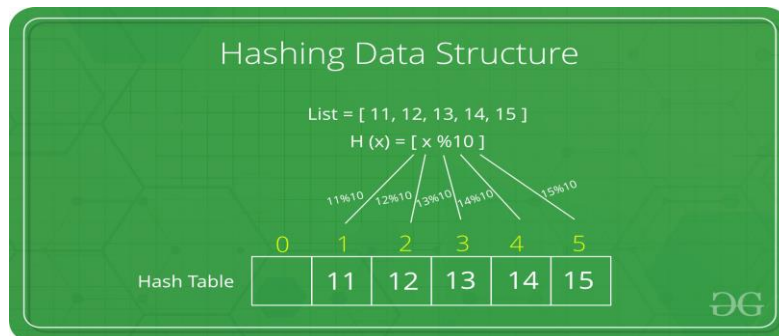 Hashing Data Structure
List = [ 11, 12, 13, 14, 15 ]
H (x) = [ x %10 ]
11%10 12%10 13%10 14%10 15%10
0 1 2 3 4 5
Hash Table 11 12 13 14 15